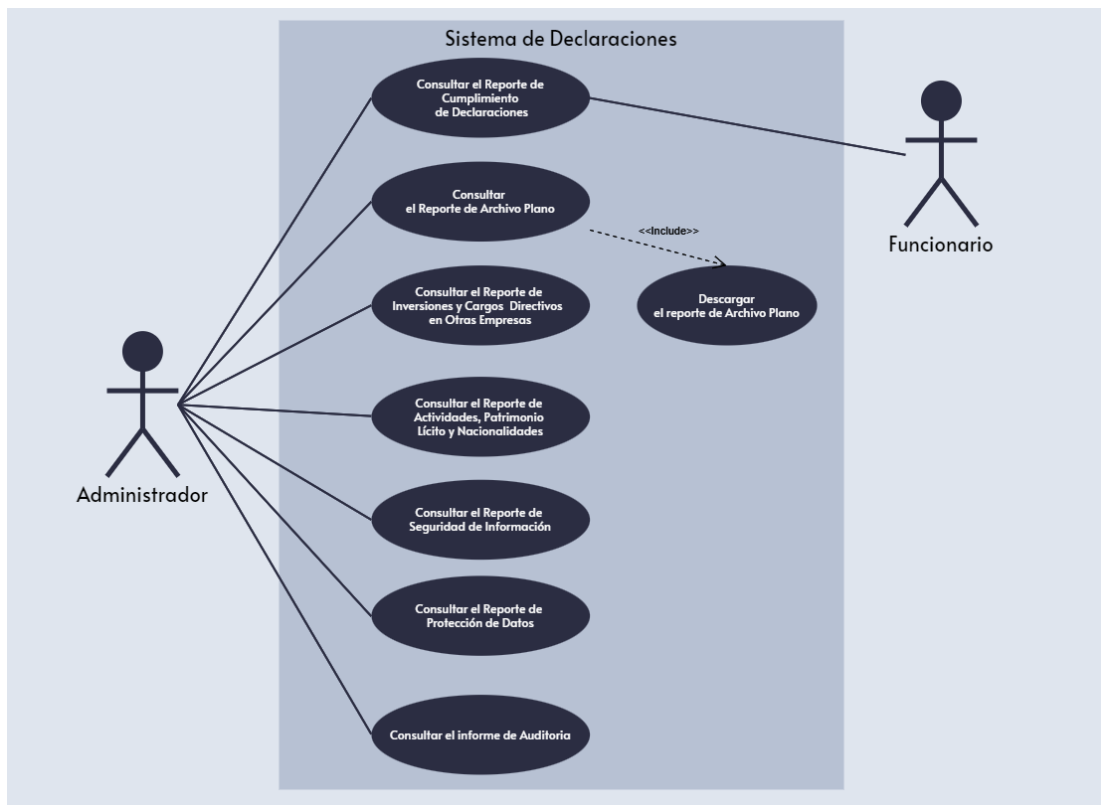 Sistema de Declaraciones
Consultar el Reporte de
Cumplimiento
de Declaraciones
Consultar
el Reporte de Archivo Plano
<<Include>>
Funcionario
Consultar el Reporte de
Inversiones y Cargos Directivos
en Otras Empresas
Descargar
el reporte de Archivo Plano
Consultar el Reporte de
Actividades, Patrimonio
Lícito y Nacionalidades
Administrador
Consultar el Reporte de
Seguridad de Información
Consultar el Reporte de
Protección de Datos
Consultar el informe de Auditoria